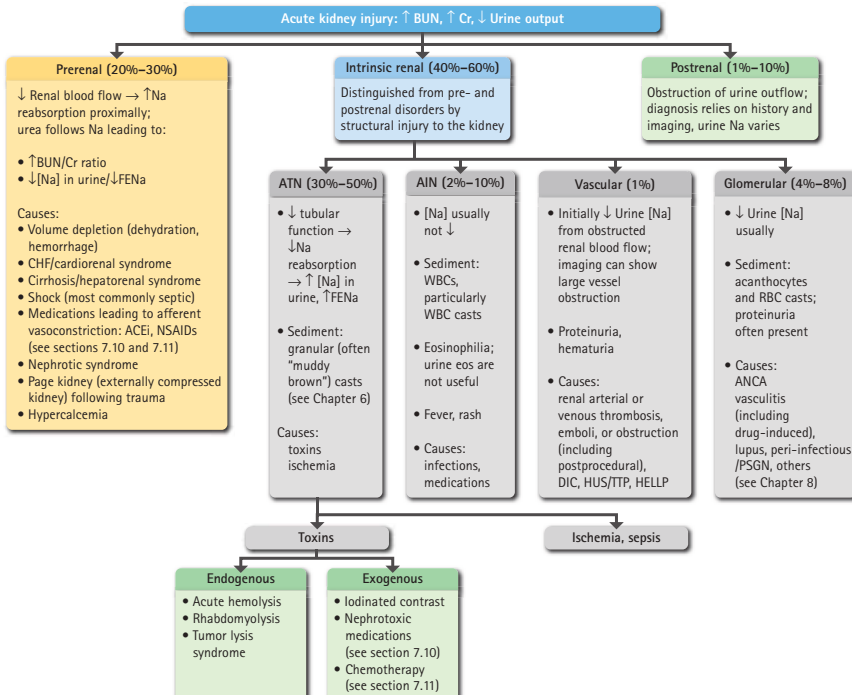 Acute kidney injury: ↑ BUN, ↑ Cr, ↓ Urine output
Prerenal (20%–30%)
↓ Renal blood flow → ↑Na
reabsorption proximally;
urea follows Na leading to:
• ↑BUN/Cr ratio
• ↓[Na] in urine/↓FENa
Causes:
• Volume depletion (dehydration,
hemorrhage)
• CHF/cardiorenal syndrome
• Cirrhosis/hepatorenal syndrome
• Shock (most commonly septic)
• Medications leading to afferent
vasoconstriction: ACEi, NSAIDs
(see sections 7.10 and 7.11)
• Nephrotic syndrome
• Page kidney (externally compressed
kidney) following trauma
• Hypercalcemia
Intrinsic renal (40%–60%)
Distinguished from pre- and
postrenal disorders by
structural injury to the kidney
Postrenal (1%–10%)
Obstruction of urine outflow;
diagnosis relies on history and
imaging, urine Na varies
ATN (30%–50%)
• ↓ tubular
function →
↓Na
reabsorption
→ ↑ [Na] in
urine, ↑FENa
• Sediment:
granular (often
"muddy
brown") casts
(see Chapter 6)
Causes:
toxins
ischemia
AIN (2%–10%)
• [Na] usually
not ↓
• Sediment:
WBCs,
particularly
WBC casts
• Eosinophilia;
urine eos are
not useful
• Fever, rash
• Causes:
infections,
medications
Vascular (1%)
• Initially ↓ Urine [Na]
from obstructed
renal blood flow;
imaging can show
large vessel
obstruction
• Proteinuria,
hematuria
• Causes:
renal arterial or
venous thrombosis,
emboli, or obstruction
(including
postprocedural),
DIC, HUS/TTP, HELLP
Glomerular (4%–8%)
• ↓ Urine [Na]
usually
• Sediment:
acanthocytes
and RBC casts;
proteinuria
often present
• Causes:
ANCA
vasculitis
(including
drug-induced),
lupus, peri-infectious
/PSGN, others
(see Chapter 8)
Toxins
Ischemia, sepsis
Endogenous
• Acute hemolysis
• Rhabdomyolysis
• Tumor lysis
syndrome
Exogenous
• Iodinated contrast
• Nephrotoxic
medications
(see section 7.10)
• Chemotherapy
(see section 7.11)